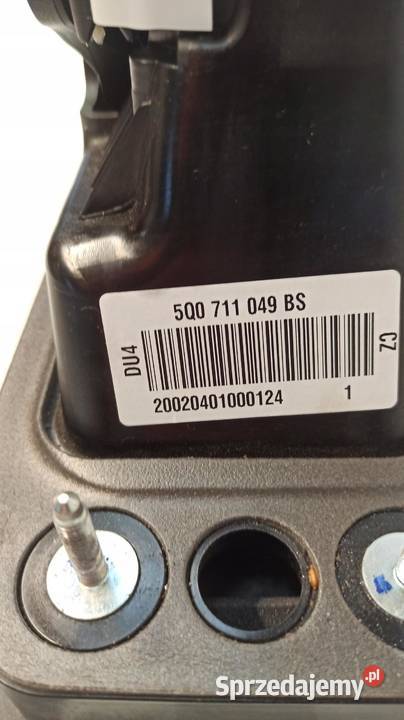 5Q0 711 049 BS
DU4
CZ
20020401000124 1
Sprzedajemy.pl